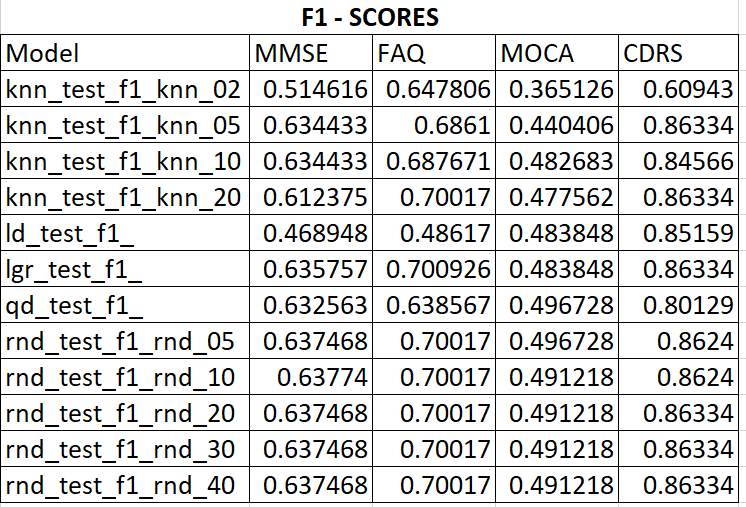 F1 - SCORES
Model MMSE FAQ MOCA CDRS
knn_test_f1_knn_02 0.514616 0.647806 0.365126 0.60943
knn_test_f1_knn_05 0.634433 0.6861 0.440406 0.86334
knn_test_f1_knn_10 0.634433 0.687671 0.482683 0.84566
knn_test_f1_knn_20 0.612375 0.70017 0.477562 0.86334
ld_test_f1_ 0.468948 0.48617 0.483848 0.85159
lgr_test_f1_ 0.635757 0.700926 0.483848 0.86334
qd_test_f1_ 0.632563 0.638567 0.496728 0.80129
rnd_test_f1_rnd_05 0.637468 0.70017 0.496728 0.8624
rnd_test_f1_rnd_10 0.63774 0.70017 0.491218 0.8624
rnd_test_f1_rnd_20 0.637468 0.70017 0.491218 0.86334
rnd_test_f1_rnd_30 0.637468 0.70017 0.491218 0.86334
rnd_test_f1_rnd_40 0.637468 0.70017 0.491218 0.86334